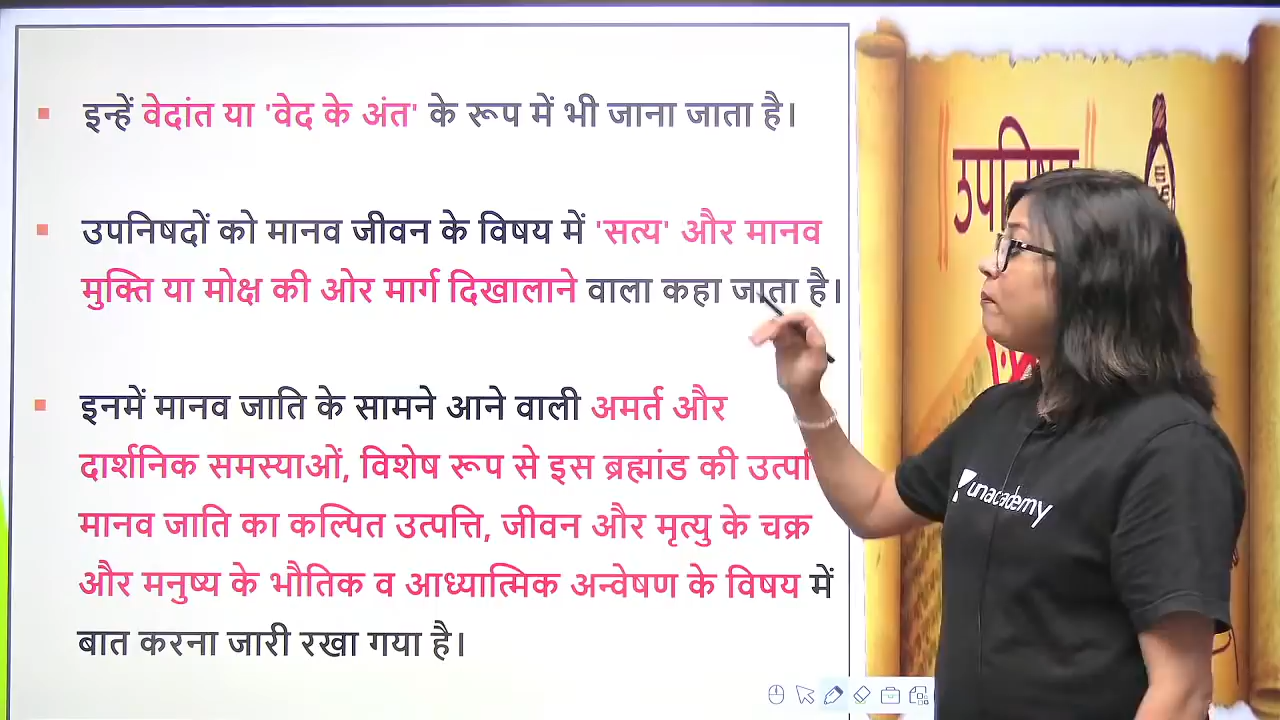 इन्हें वेदांत या 'वेद के अंत' के रूप में भी जाना जाता है।
उपनिषदों को मानव जीवन के विषय में 'सत्य' और मानव
मुक्ति या मोक्ष की ओर मार्ग दिखालाने वाला कहा जाता है।
इनमें मानव जाति के सामने आने वाली अमर्त और
दार्शनिक समस्याओं, विशेष रूप से इस ब्रह्मांड की
मानव जाति का कल्पित उत्पत्ति, जीवन और मृत्यु के चक्र
और मनुष्य के भौतिक व आध्यात्मिक अन्वेषण के विषय में
बात करना जारी रखा गया है।
unacademy